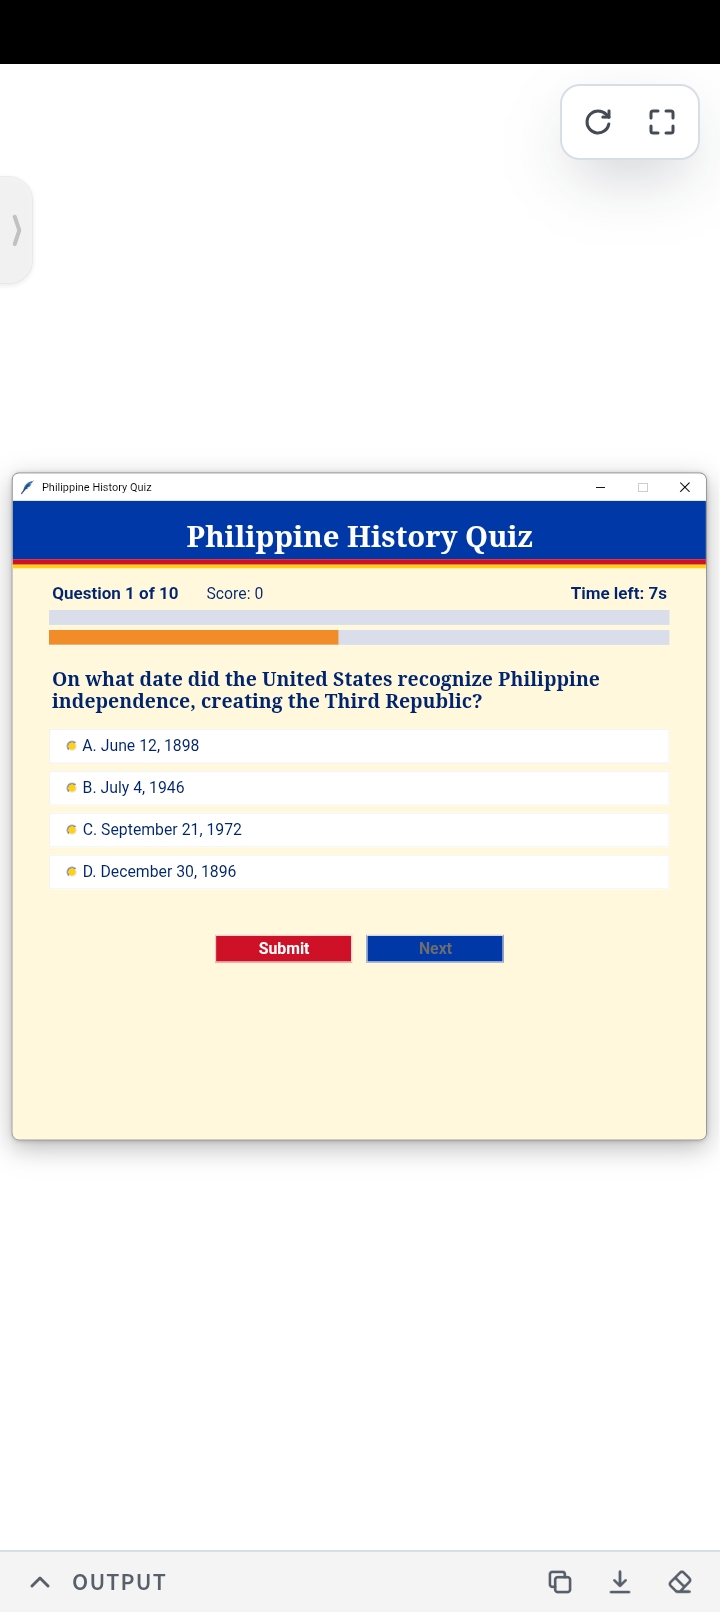 Philippine History Quiz
Philippine History Quiz
Question 1 of 10 Score: 0 Time left: 7s
On what date did the United States recognize Philippine
independence, creating the Third Republic?
A. June 12, 1898
B. July 4, 1946
C. September 21, 1972
D. December 30, 1896
Submit Next
OUTPUT